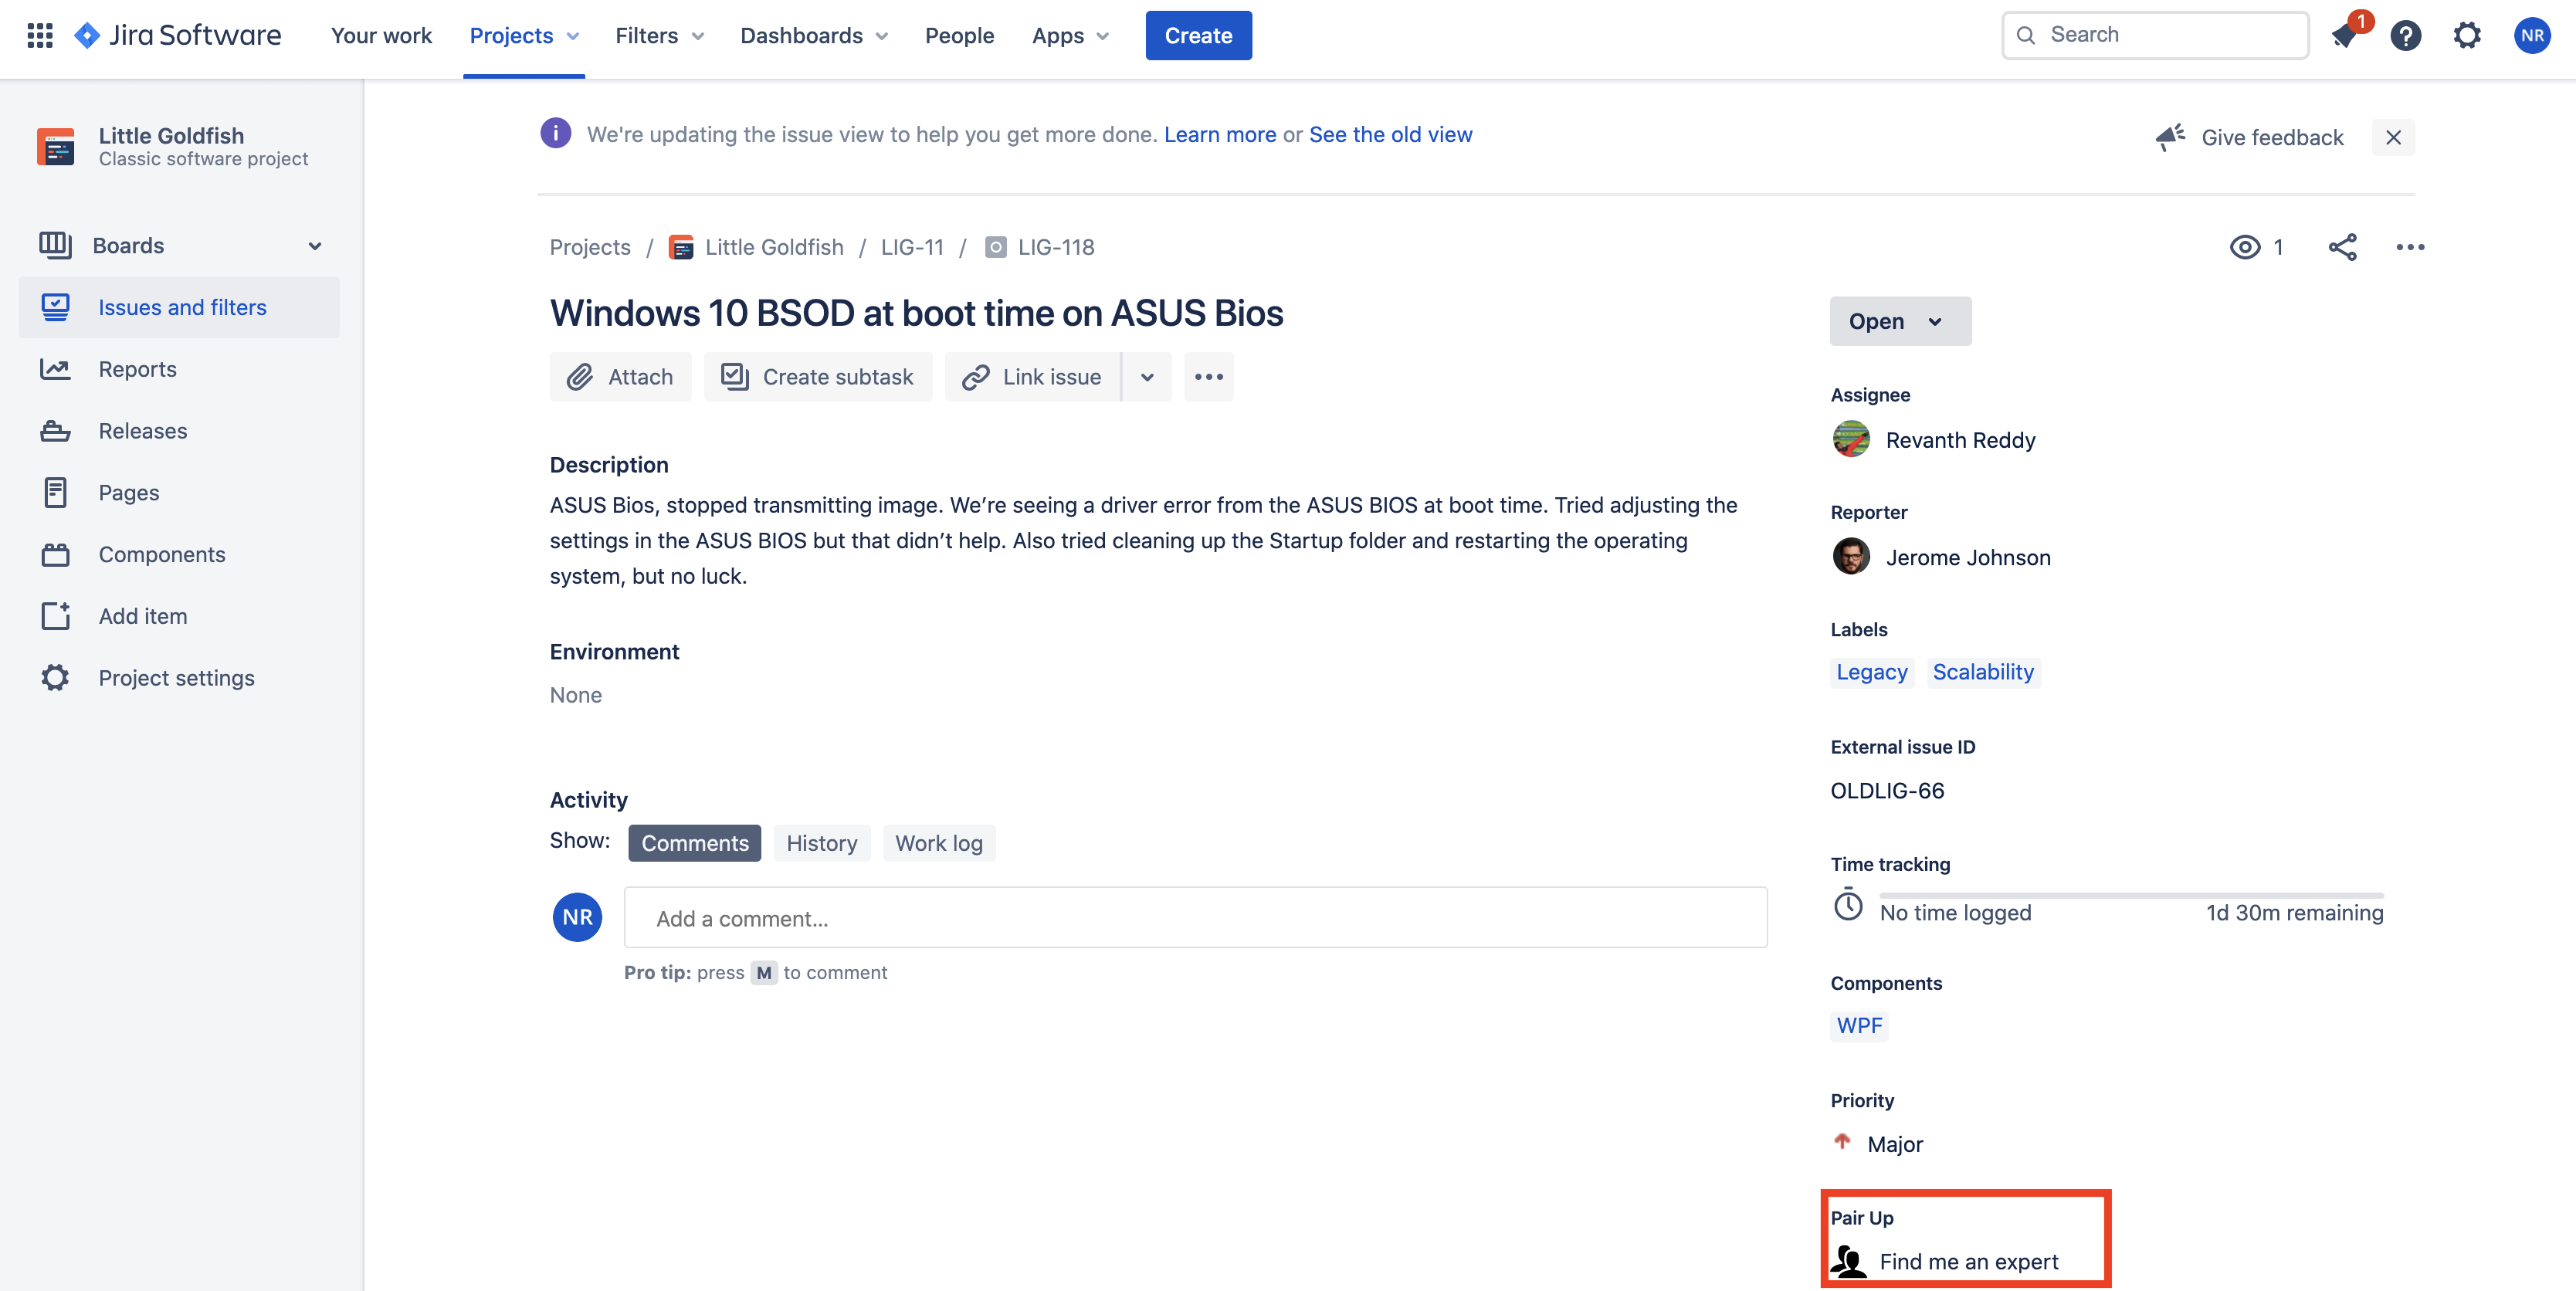 Jira Software
Your work
Projects
Filters
Dashboards
People
Apps
Create
Search
1
NR
Little Goldfish
Classic software project
Boards
Issues and filters
Reports
Releases
Pages
Components
Add item
Project settings
We're updating the issue view to help you get more done. Learn more or See the old view
Give feedback
Projects / Little Goldfish / LIG-11 / LIG-118
1
Windows 10 BSOD at boot time on ASUS Bios
Attach
Create subtask
Link issue
Description
ASUS Bios, stopped transmitting image. We’re seeing a driver error from the ASUS BIOS at boot time. Tried adjusting the
settings in the ASUS BIOS but that didn’t help. Also tried cleaning up the Startup folder and restarting the operating
system, but no luck.
Environment
None
Activity
Show:
Comments
History
Work log
NR
Add a comment...
Pro tip: press M to comment
Open
Assignee
Revanth Reddy
Reporter
Jerome Johnson
Labels
Legacy Scalability
External issue ID
OLDLIG-66
Time tracking
No time logged 1d 30m remaining
Components
WPF
Priority
Major
Pair Up
Find me an expert